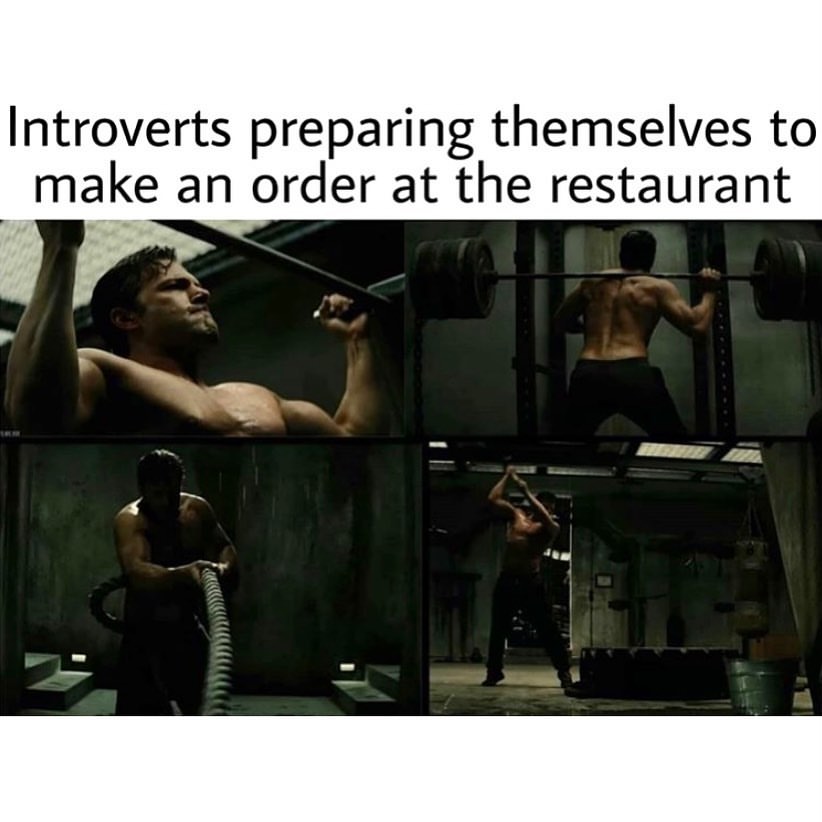 Introverts preparing themselves to
make an order at the restaurant